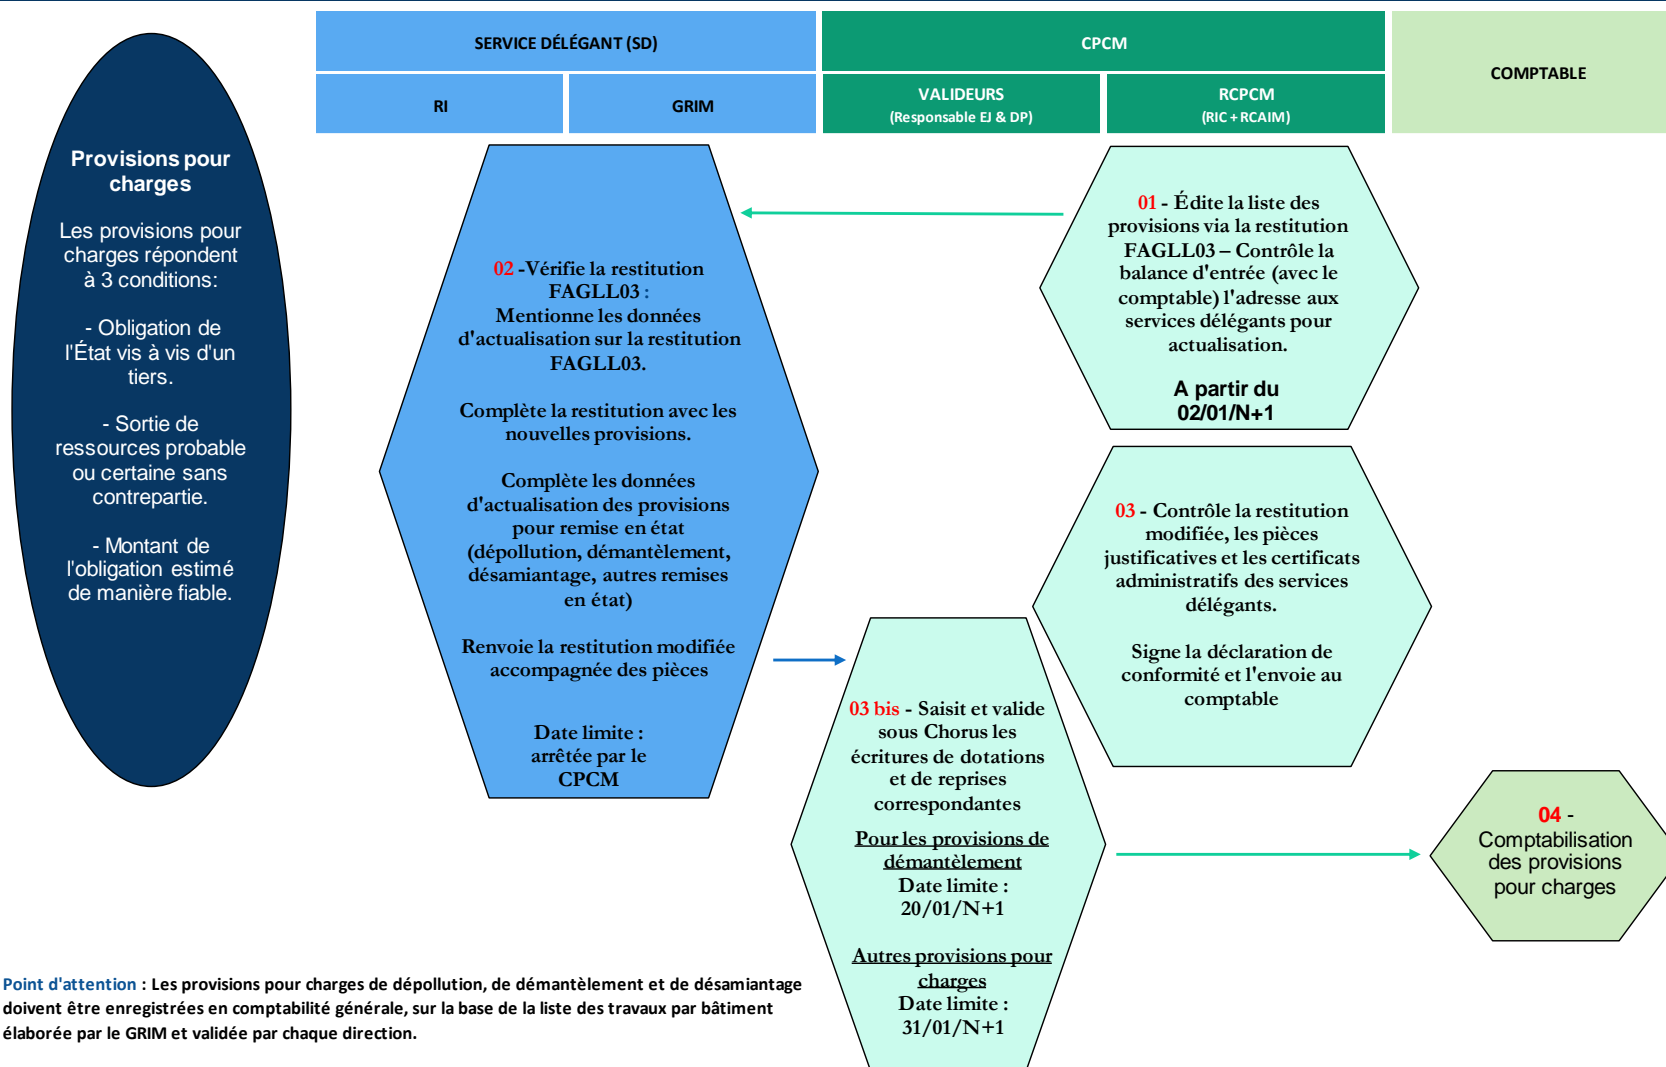 SERVICE DÉLÉGANT (SD)
CPCM
COMPTABLE
RI
GRIM
VALIDEURS
(Responsable EJ & DP)
RCPCM
(RIC + RCAIM)
Provisions pour
charges
Les provisions pour
charges répondent
à 3 conditions:
- Obligation de
l'État vis à vis d'un
tiers.
- Sortie de
ressources probable
ou certaine sans
contrepartie.
- Montant de
l'obligation estimé
de manière fiable.
01 - Édite la liste des
provisions via la restitution
FAGLL03 – Contrôle la
balance d'entrée (avec le
comptable) l'adresse aux
services délégants pour
actualisation.
A partir du
02/01/N+1
02 -Vérifie la restitution
FAGLL03 :
Mentionne les données
d'actualisation sur la restitution
FAGLL03.
Complète la restitution avec les
nouvelles provisions.
Complète les données
d'actualisation des provisions
pour remise en état
(dépollution, démantèlement,
désamiantage, autres remises
en état)
Renvoie la restitution modifiée
accompagnée des pièces
Date limite :
arrêtée par le
CPCM
03 - Contrôle la restitution
modifiée, les pièces
justificatives et les certificats
administratifs des services
délégants.
Signe la déclaration de
conformité et l'envoie au
comptable
03 bis - Saisit et valide
sous Chorus les
écritures de dotations
et de reprises
correspondantes
Pour les provisions de
démantèlement
Date limite :
20/01/N+1
Autres provisions pour
charges
Date limite :
31/01/N+1
04 -
Comptabilisation
des provisions
pour charges
Point d'attention : Les provisions pour charges de dépollution, de démantèlement et de désamiantage
doivent être enregistrées en comptabilité générale, sur la base de la liste des travaux par bâtiment
élaborée par le GRIM et validée par chaque direction.